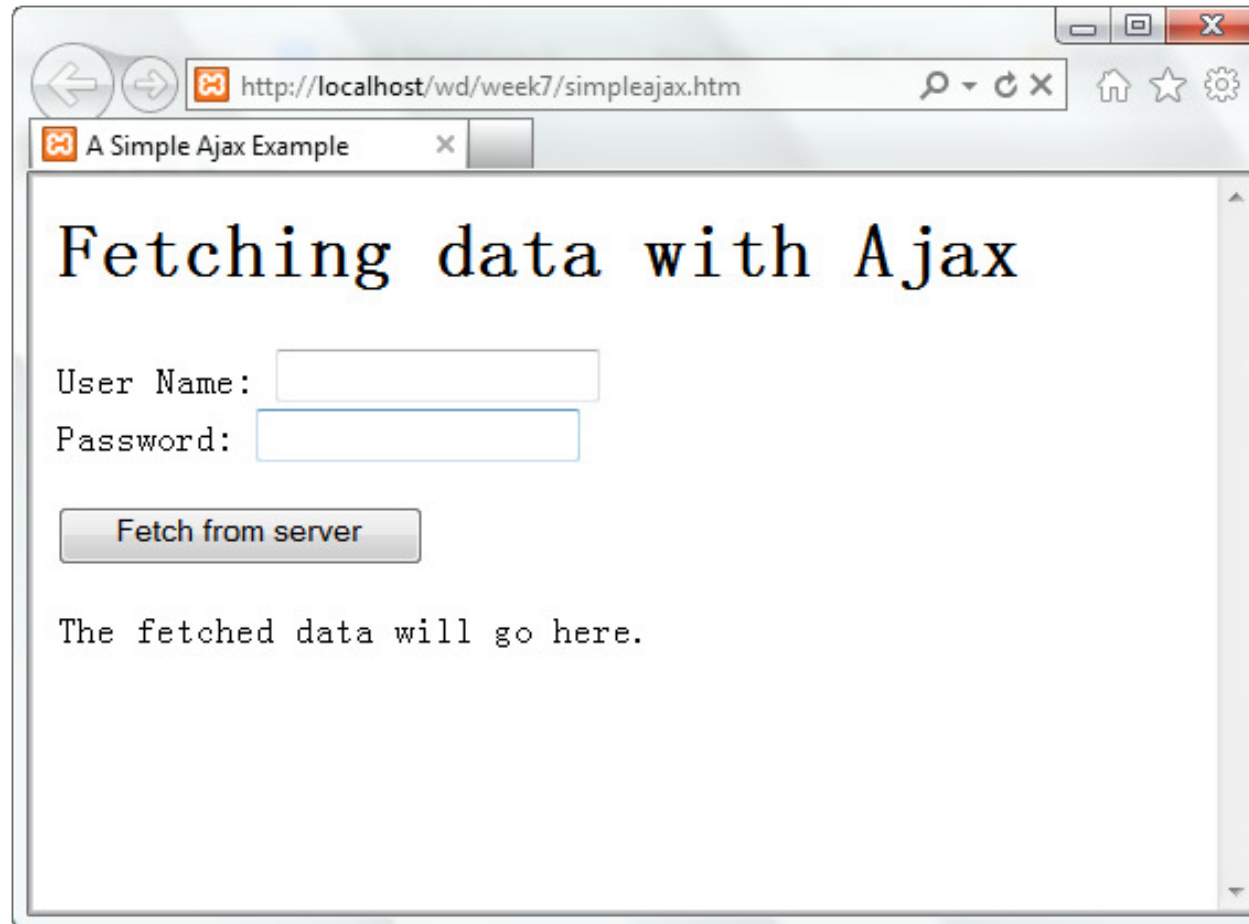 http://localhost/wd/week7/simpleajax.htm
A Simple Ajax Example
Fetching data with Ajax
User Name:
Password:
Fetch from server
The fetched data will go here.